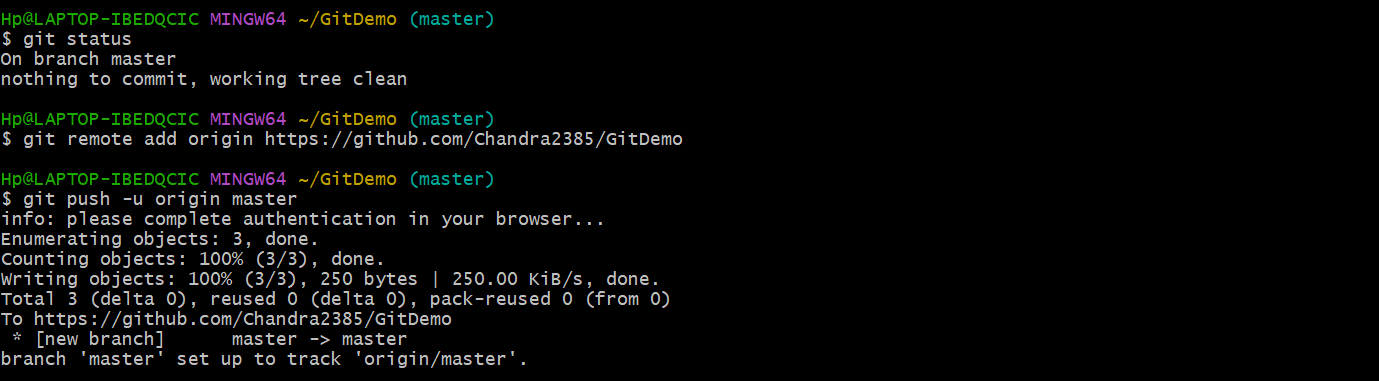 Hp@LAPTOP-IBEDQCIC MINGW64 ~/GitDemo (master)
$ git status
On branch master
nothing to commit, working tree clean
Hp@LAPTOP-IBEDQCIC MINGW64 ~/GitDemo (master)
$ git remote add origin https://github.com/Chandra2385/GitDemo
Hp@LAPTOP-IBEDQCIC MINGW64 ~/GitDemo (master)
$ git push -u origin master
info: please complete authentication in your browser...
Enumerating objects: 3, done.
Counting objects: 100% (3/3), done.
Writing objects: 100% (3/3), 250 bytes | 250.00 KiB/s, done.
Total 3 (delta 0), reused 0 (delta 0), pack-reused 0 (from 0)
To https://github.com/Chandra2385/GitDemo
 * [new branch]      master -> master
branch 'master' set up to track 'origin/master'.